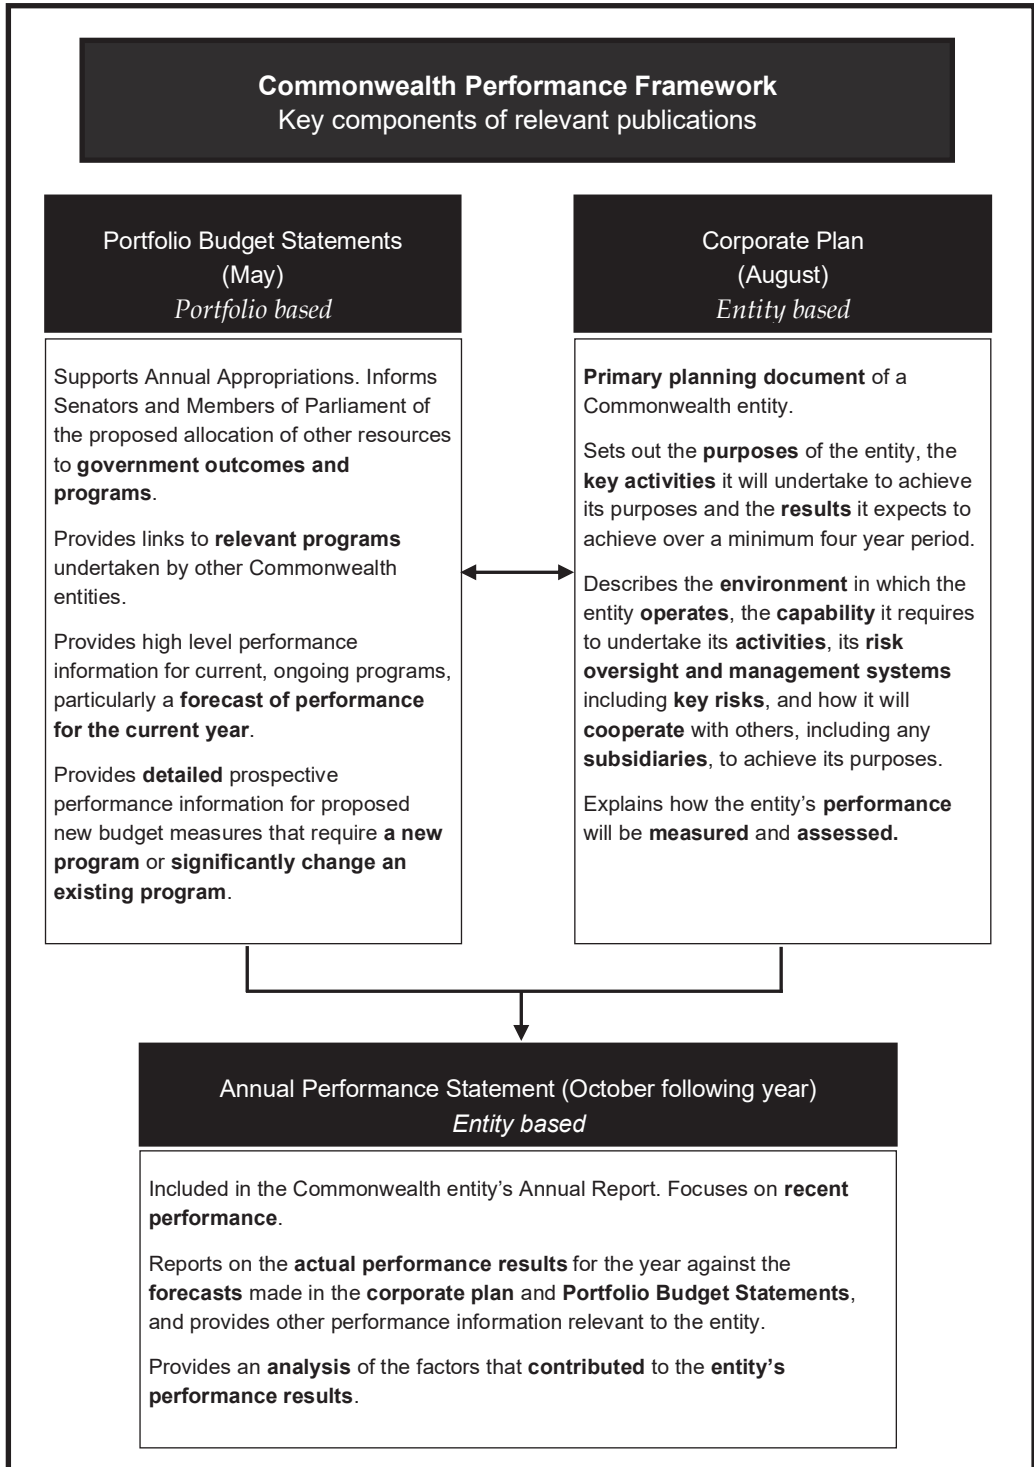 Commonwealth Performance Framework
Key components of relevant publications
Portfolio Budget Statements
(May)
Portfolio based
Supports Annual Appropriations. Informs
Senators and Members of Parliament of
the proposed allocation of other resources
to government outcomes and
programs.
Provides links to relevant programs
undertaken by other Commonwealth
entities.
Provides high level performance
information for current, ongoing programs,
particularly a forecast of performance
for the current year.
Provides detailed prospective
performance information for proposed
new budget measures that require a new
program or significantly change an
existing program.
Corporate Plan
(August)
Entity based
Primary planning document of a
Commonwealth entity.
Sets out the purposes of the entity, the
key activities it will undertake to achieve
its purposes and the results it expects to
achieve over a minimum four year period.
Describes the environment in which the
entity operates, the capability it requires
to undertake its activities, its risk
oversight and management systems
including key risks, and how it will
cooperate with others, including any
subsidiaries, to achieve its purposes.
Explains how the entity’s performance
will be measured and assessed.
Annual Performance Statement (October following year)
Entity based
Included in the Commonwealth entity’s Annual Report. Focuses on recent
performance.
Reports on the actual performance results for the year against the
forecasts made in the corporate plan and Portfolio Budget Statements,
and provides other performance information relevant to the entity.
Provides an analysis of the factors that contributed to the entity’s
performance results.